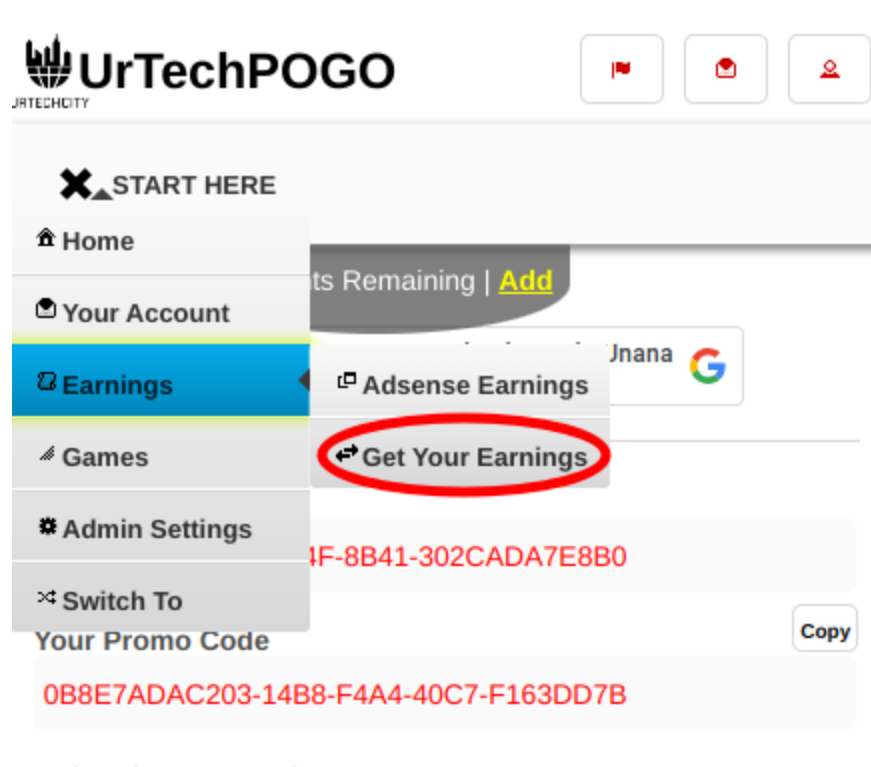 UrTechPOGO
URTECHCITY
START HERE
Home
ts Remaining | Add
Your Account
Unana
Earnings
Adsense Earnings
Games
Get Your Earnings
Admin Settings
4F-8B41-302CADA7E8B0
Switch To
Your Promo Code
Copy
0B8E7ADAC203-14B8-F4A4-40C7-F163DD7B